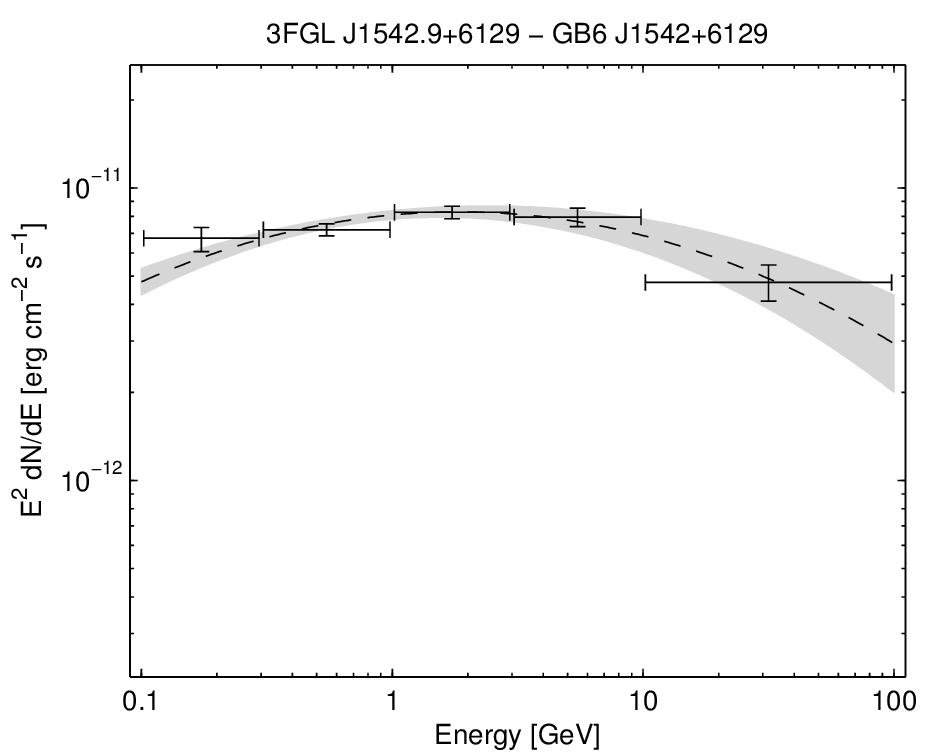 3FGL J1542.9+6129 − GB6 J1542+6129
10⁻¹¹
10⁻¹²
E² dN/dE [erg cm⁻² s⁻¹]
0.1 1 10 100
Energy [GeV]